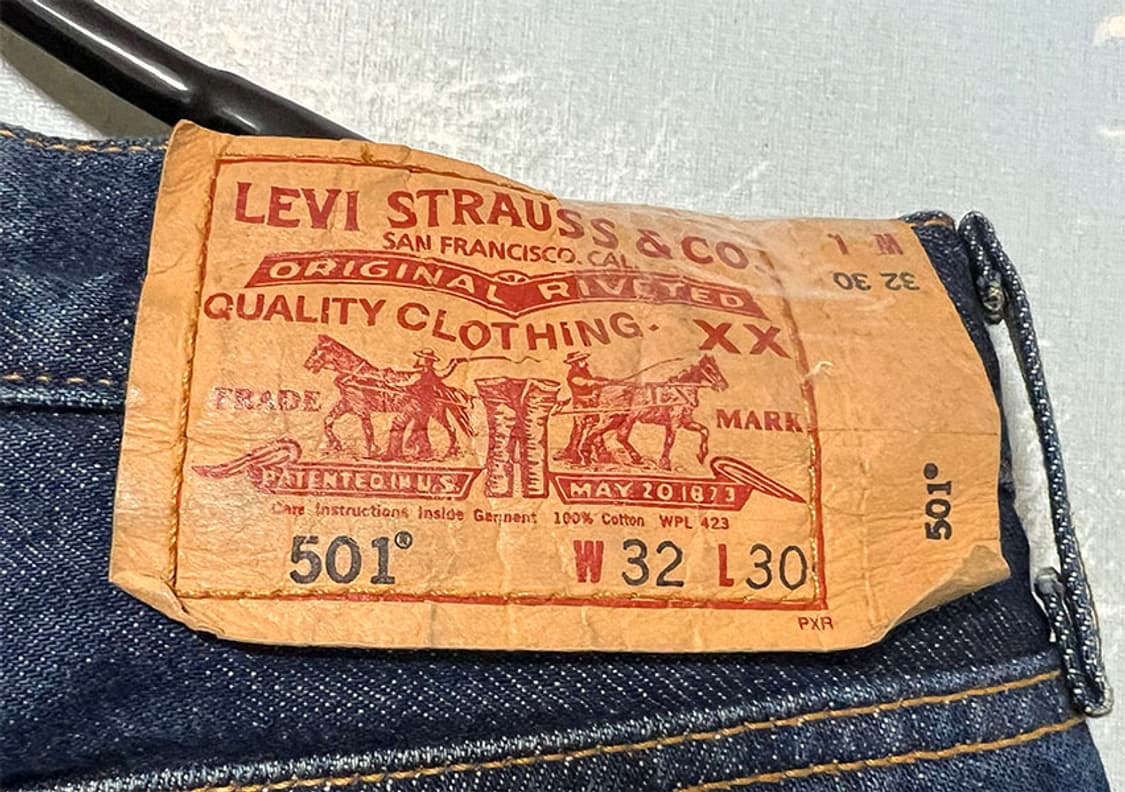 LEVI STRAUSS & CO.
SAN FRANCISCO. CAL.
ORIGINAL RIVETED
QUALITY CLOTHING. XX
TRADE MARK
PATENTED IN U.S. MAY 20 1873
Care Instructions Inside Garment 100% Cotton WPL 423
501® W 32 L 30
PXR
W L
32 30
501®